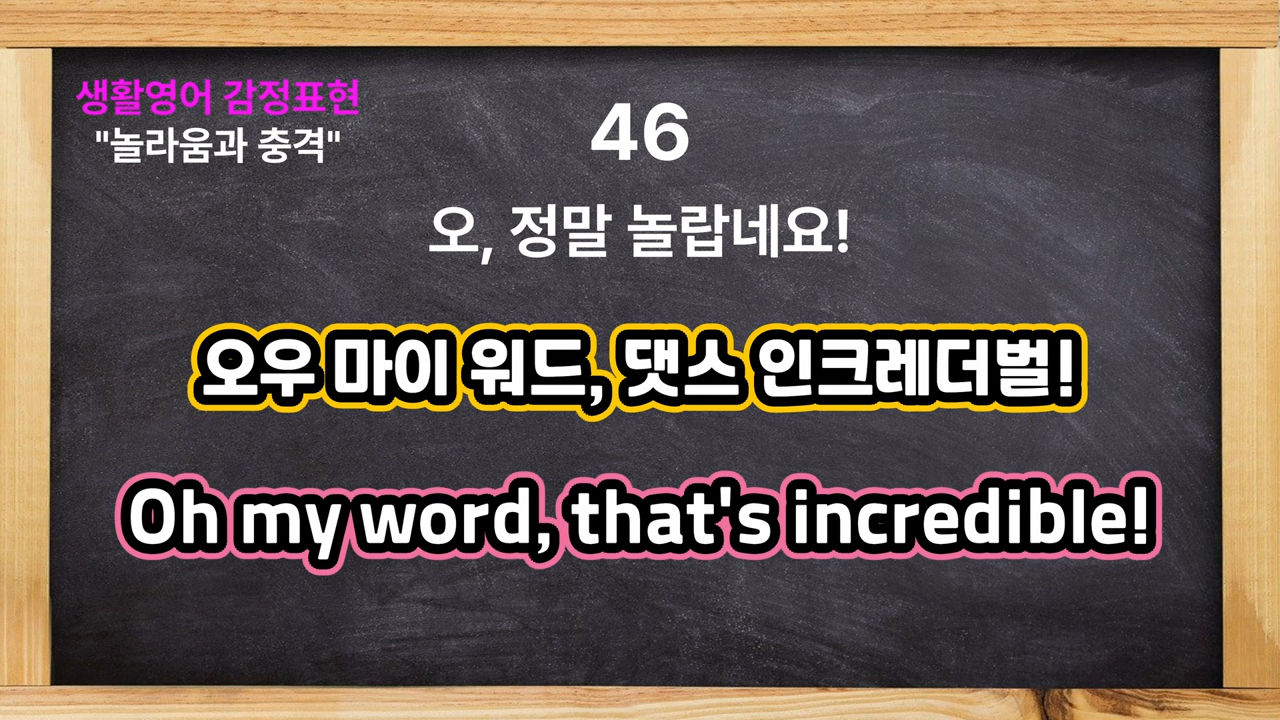 생활영어 감정표현
"놀라움과 충격"
46
오, 정말 놀랍네요!
오우 마이 워드, 댓스 인크레더벌!
Oh my word, that's incredible!